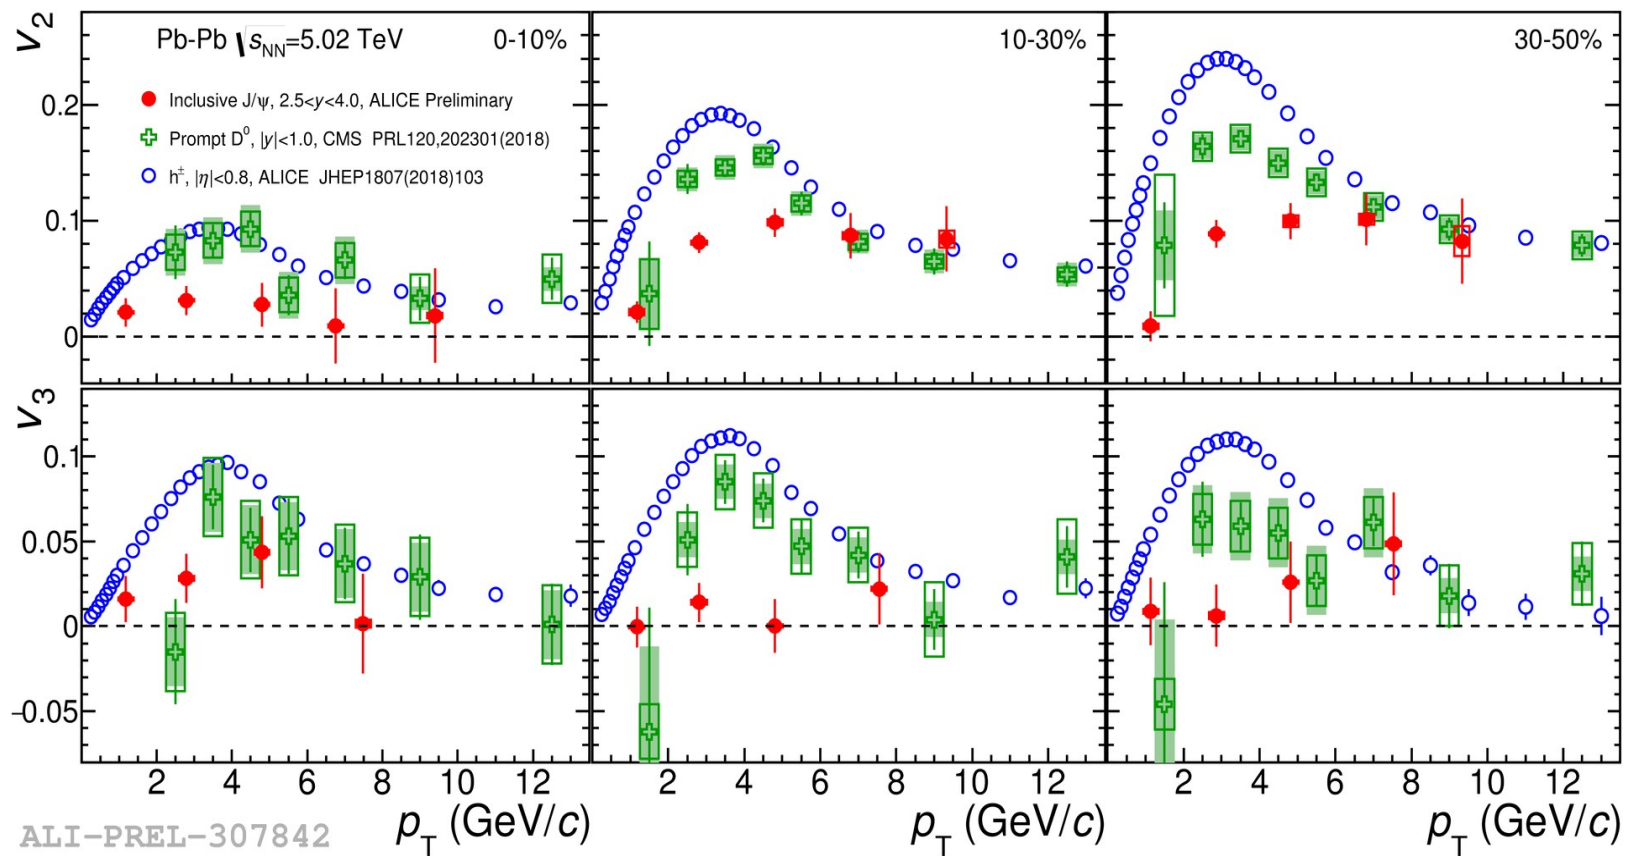 v2
Pb-Pb √sNN=5.02 TeV 0-10%
10-30%
30-50%
Inclusive J/ψ, 2.5<y<4.0, ALICE Preliminary
Prompt D0, |y|<1.0, CMS PRL120,202301(2018)
h±, |η|<0.8, ALICE JHEP1807(2018)103
0.2
0.1
0
v3
0.1
0.05
0
−0.05
2 4 6 8 10 12
2 4 6 8 10 12
2 4 6 8 10 12
pT (GeV/c)
pT (GeV/c)
pT (GeV/c)
ALI-PREL-307842